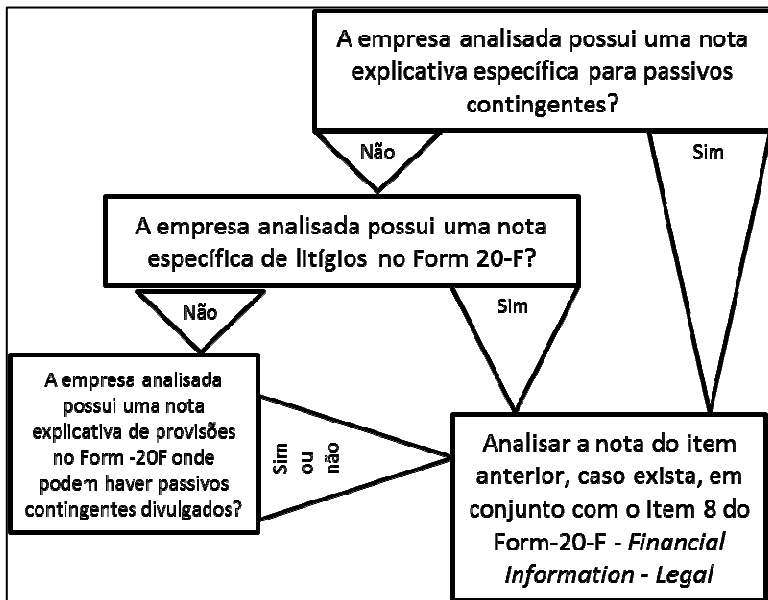 A empresa analisada possui uma nota
explicativa específica para passivos
contingentes?
Não
Sim
A empresa analisada possui uma nota
específica de litígios no Form 20-F?
Não
Sim
A empresa analisada
possui uma nota
explicativa de provisões
no Form -20F onde
podem haver passivos
contingentes divulgados?
Sim
ou
não
Analisar a nota do item
anterior, caso exista, em
conjunto com o Item 8 do
Form-20-F - Financial
Information - Legal